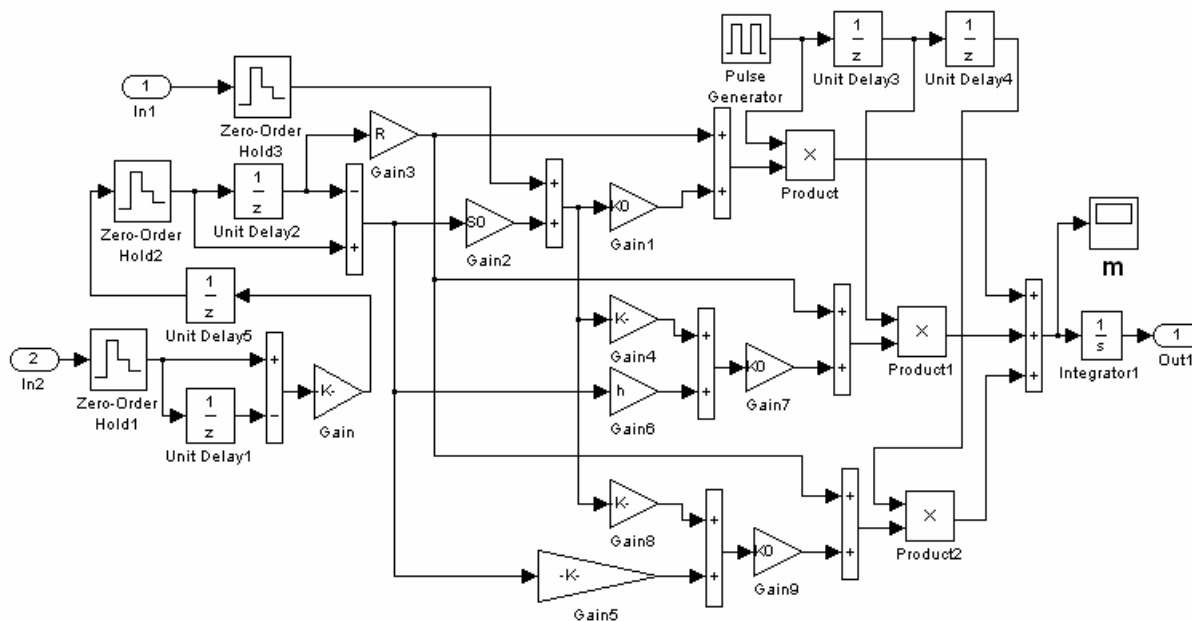 1
In1
Zero-Order
Hold3
Pulse
Generator
1
z
Unit Delay3
1
z
Unit Delay4
R
Gain3
+
+
×
Product
Zero-Order
Hold2
1
z
Unit Delay2
-
+
S0
Gain2
+
+
K0
Gain1
m
1
z
Unit Delay5
2
In2
Zero-Order
Hold1
1
z
Unit Delay1
+
-
-K-
Gain
-K-
Gain4
h
Gain6
+
+
K0
Gain7
+
+
×
Product1
+
+
+
1
s
Integrator1
1
Out1
-K-
Gain8
-K-
Gain5
+
+
K0
Gain9
+
+
×
Product2